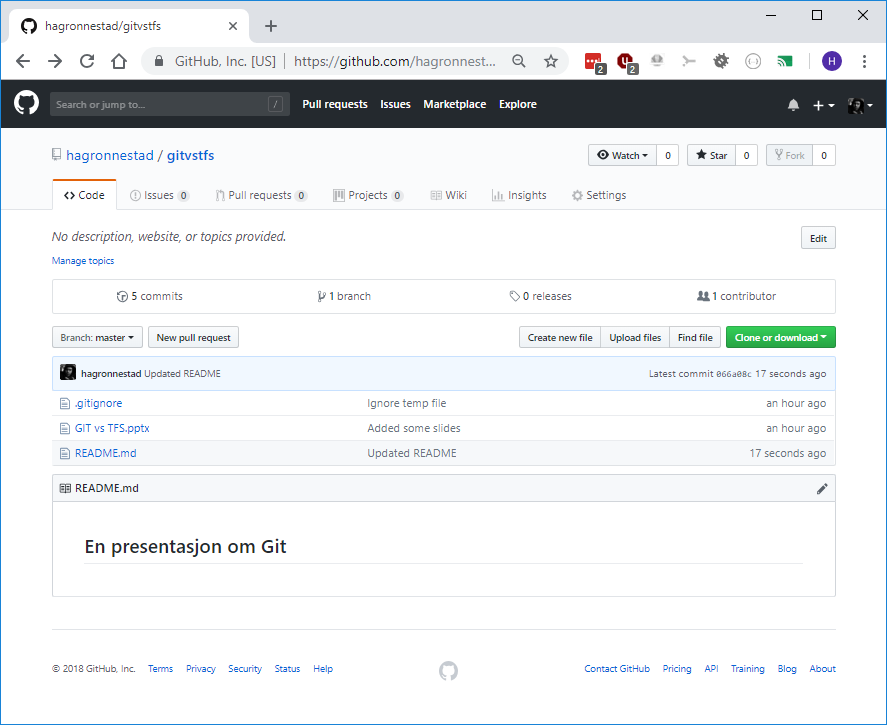 hagronnestad/gitvstfs
GitHub, Inc. [US] https://github.com/hagronnest...
2 2 H
Search or jump to... / Pull requests Issues Marketplace Explore
hagronnestad / gitvstfs Watch 0 Star 0 Fork 0
Code Issues 0 Pull requests 0 Projects 0 Wiki Insights Settings
No description, website, or topics provided. Edit
Manage topics
5 commits 1 branch 0 releases 1 contributor
Branch: master New pull request Create new file Upload files Find file Clone or download
hagronnestad Updated README Latest commit 066a08c 17 seconds ago
.gitignore Ignore temp file an hour ago
GIT vs TFS.pptx Added some slides an hour ago
README.md Updated README 17 seconds ago
README.md
En presentasjon om Git
© 2018 GitHub, Inc. Terms Privacy Security Status Help Contact GitHub Pricing API Training Blog About